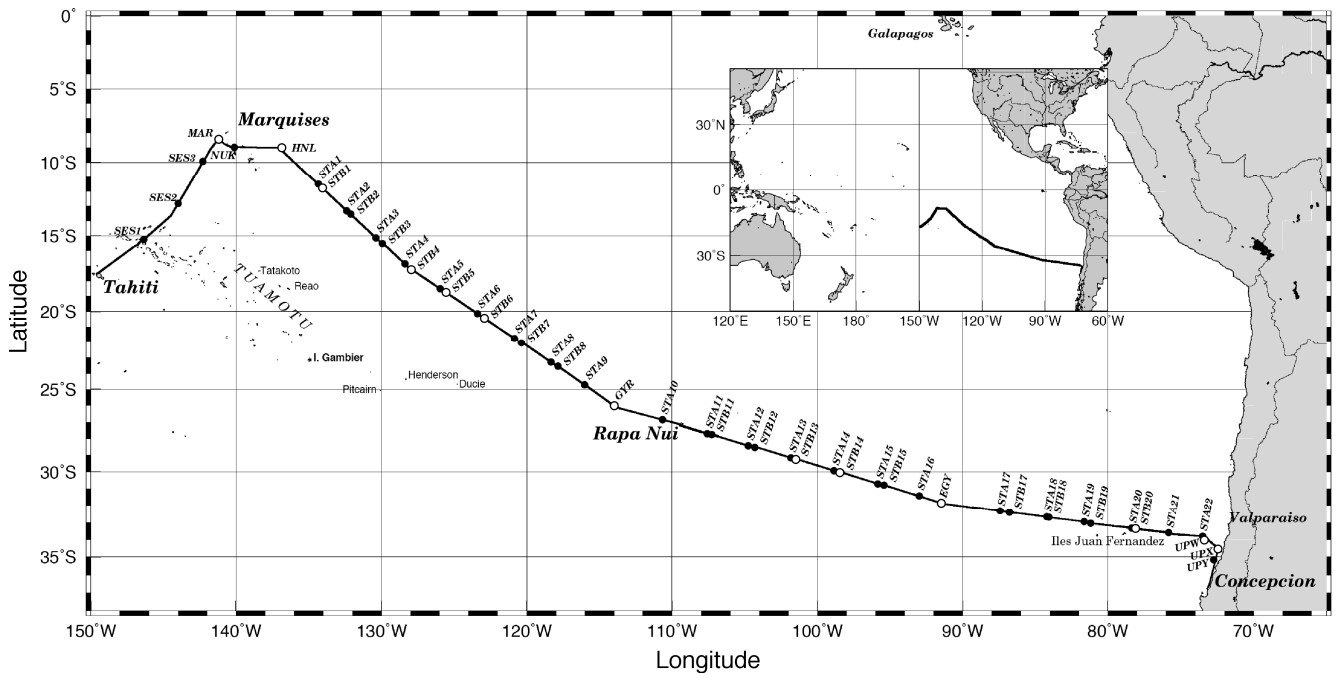 0°
5°S
10°S
15°S
20°S
25°S
30°S
35°S
Latitude
150°W
140°W
130°W
120°W
110°W
100°W
90°W
80°W
70°W
Longitude
Galapagos
30°N
0°
30°S
120°E
150°E
180°
150°W
120°W
90°W
60°W
Marquises
MAR
NUK
HNL
SES3
SES2
SES1
Tahiti
TUAMOTU
Tatakoto
Reao
I. Gambier
Pitcairn
Henderson
Ducie
STA1
STB1
STA2
STB2
STA3
STB3
STA4
STB4
STA5
STB5
STA6
STB6
STA7
STB7
STA8
STB8
STA9
GYR
Rapa Nui
STA10
STA11
STB11
STA12
STB12
STA13
STB13
STA14
STB14
STA15
STB15
STA16
EGY
STA17
STB17
STA18
STB18
STA19
STB19
STA20
STB20
STA21
STA22
Iles Juan Fernandez
Valparaiso
UPW
UPX
UPY
Concepcion